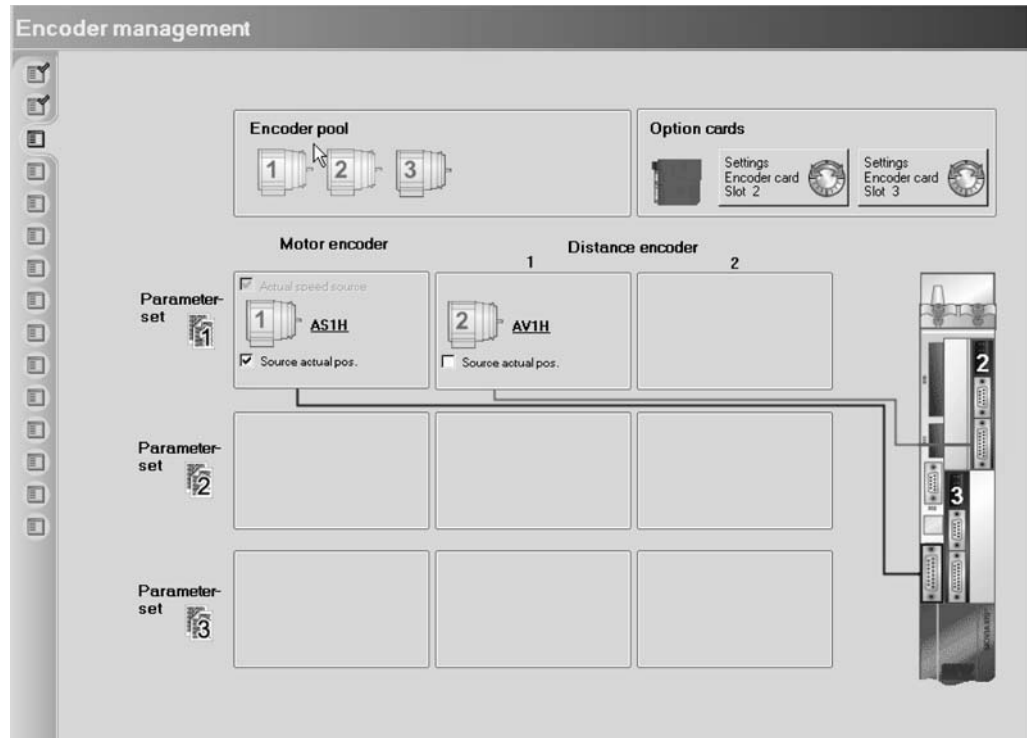 Encoder management
Encoder pool
1 2 3
Option cards
Settings
Encoder card
Slot 2
Settings
Encoder card
Slot 3
Motor encoder
Distance encoder
1 2
Parameter-
set
1
Actual speed source
1 AS1H
Source actual pos.
2 AV1H
Source actual pos.
Parameter-
set
2
Parameter-
set
3
2
3